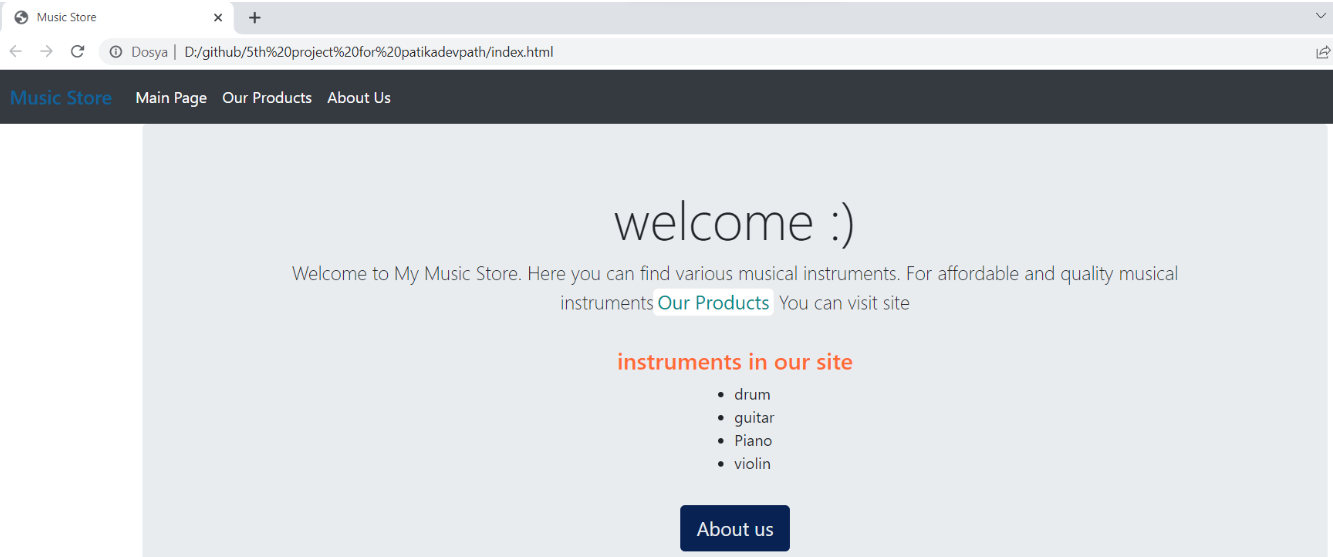 Music Store
Dosya | D:/github/5th%20project%20for%20patikadevpath/index.html
Music Store Main Page Our Products About Us
welcome :)
Welcome to My Music Store. Here you can find various musical instruments. For affordable and quality musical
instruments Our Products You can visit site
instruments in our site
• drum
• guitar
• Piano
• violin
About us